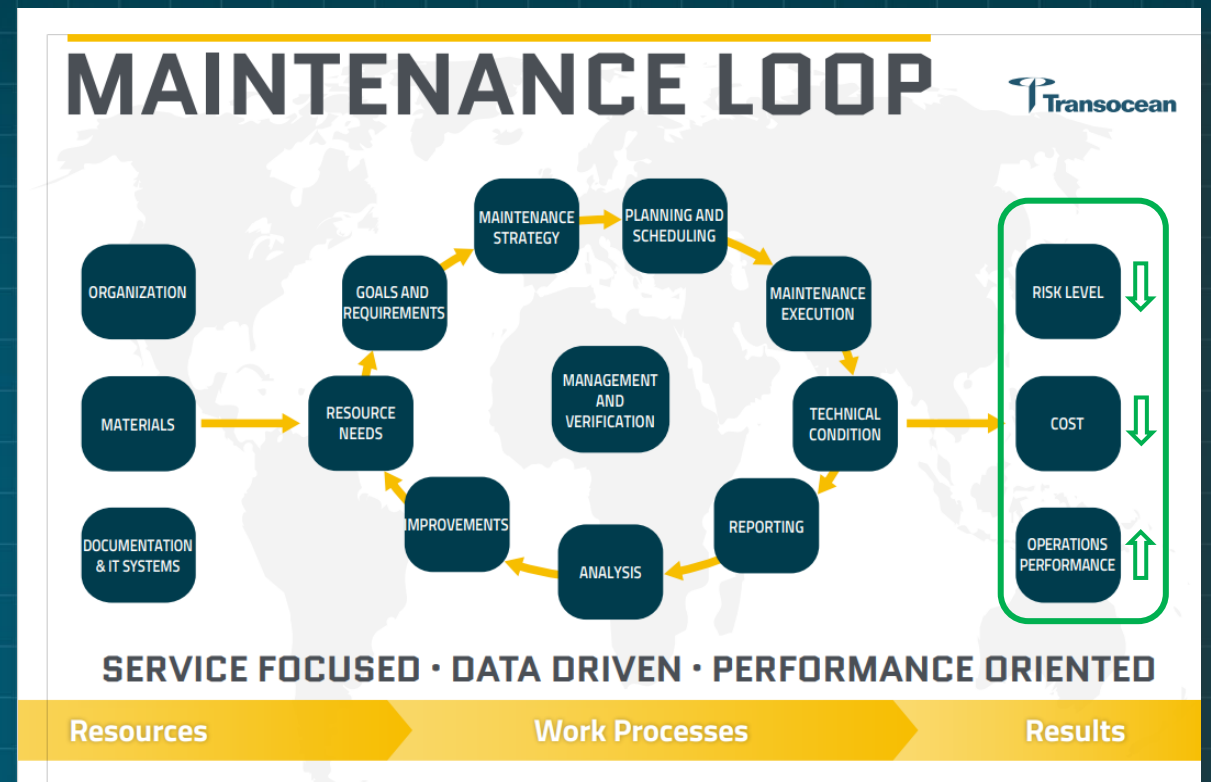 MAINTENANCE LOOP
Transocean
ORGANIZATION
MATERIALS
DOCUMENTATION
& IT SYSTEMS
RESOURCE
NEEDS
GOALS AND
REQUIREMENTS
MAINTENANCE
STRATEGY
PLANNING AND
SCHEDULING
MAINTENANCE
EXECUTION
TECHNICAL
CONDITION
REPORTING
ANALYSIS
IMPROVEMENTS
MANAGEMENT
AND
VERIFICATION
RISK LEVEL
COST
OPERATIONS
PERFORMANCE
SERVICE FOCUSED · DATA DRIVEN · PERFORMANCE ORIENTED
Resources
Work Processes
Results